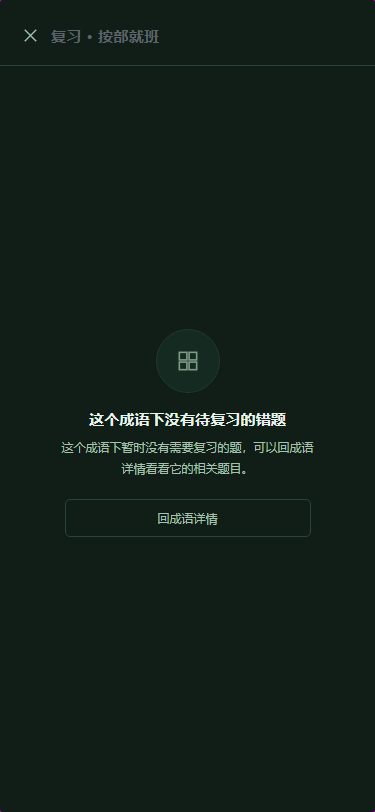 复习 • 按部就班
这个成语下没有待复习的错题
这个成语下暂时没有需要复习的题，可以回成语
详情看看它的相关题目。
回成语详情